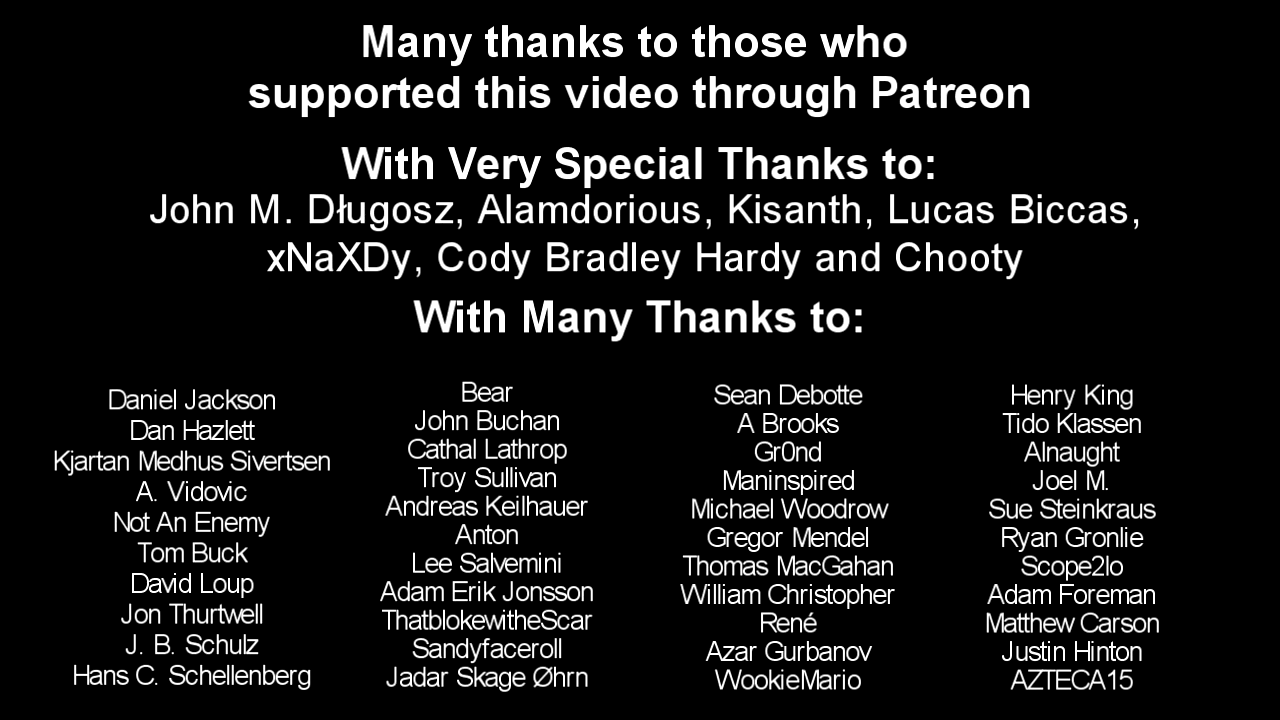 Many thanks to those who
supported this video through Patreon
With Very Special Thanks to:
John M. Długosz, Alamdorious, Kisanth, Lucas Biccas,
xNaXDy, Cody Bradley Hardy and Chooty
With Many Thanks to:
Daniel Jackson
Dan Hazlett
Kjartan Medhus Sivertsen
A. Vidovic
Not An Enemy
Tom Buck
David Loup
Jon Thurtwell
J. B. Schulz
Hans C. Schellenberg
Bear
John Buchan
Cathal Lathrop
Troy Sullivan
Andreas Keilhauer
Anton
Lee Salvemini
Adam Erik Jonsson
ThatblokewitheScar
Sandyfaceroll
Jadar Skage Øhrn
Sean Debotte
A Brooks
Gr0nd
Maninspired
Michael Woodrow
Gregor Mendel
Thomas MacGahan
William Christopher
René
Azar Gurbanov
WookieMario
Henry King
Tido Klassen
Alnaught
Joel M.
Sue Steinkraus
Ryan Gronlie
Scope2lo
Adam Foreman
Matthew Carson
Justin Hinton
AZTECA15